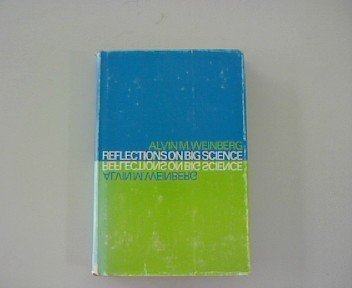 ALVIN M. WEINBERG
REFLECTIONS ON BIG SCIENCE
REFLECTIONS ON BIG SCIENCE
ALVIN M. WEINBERG